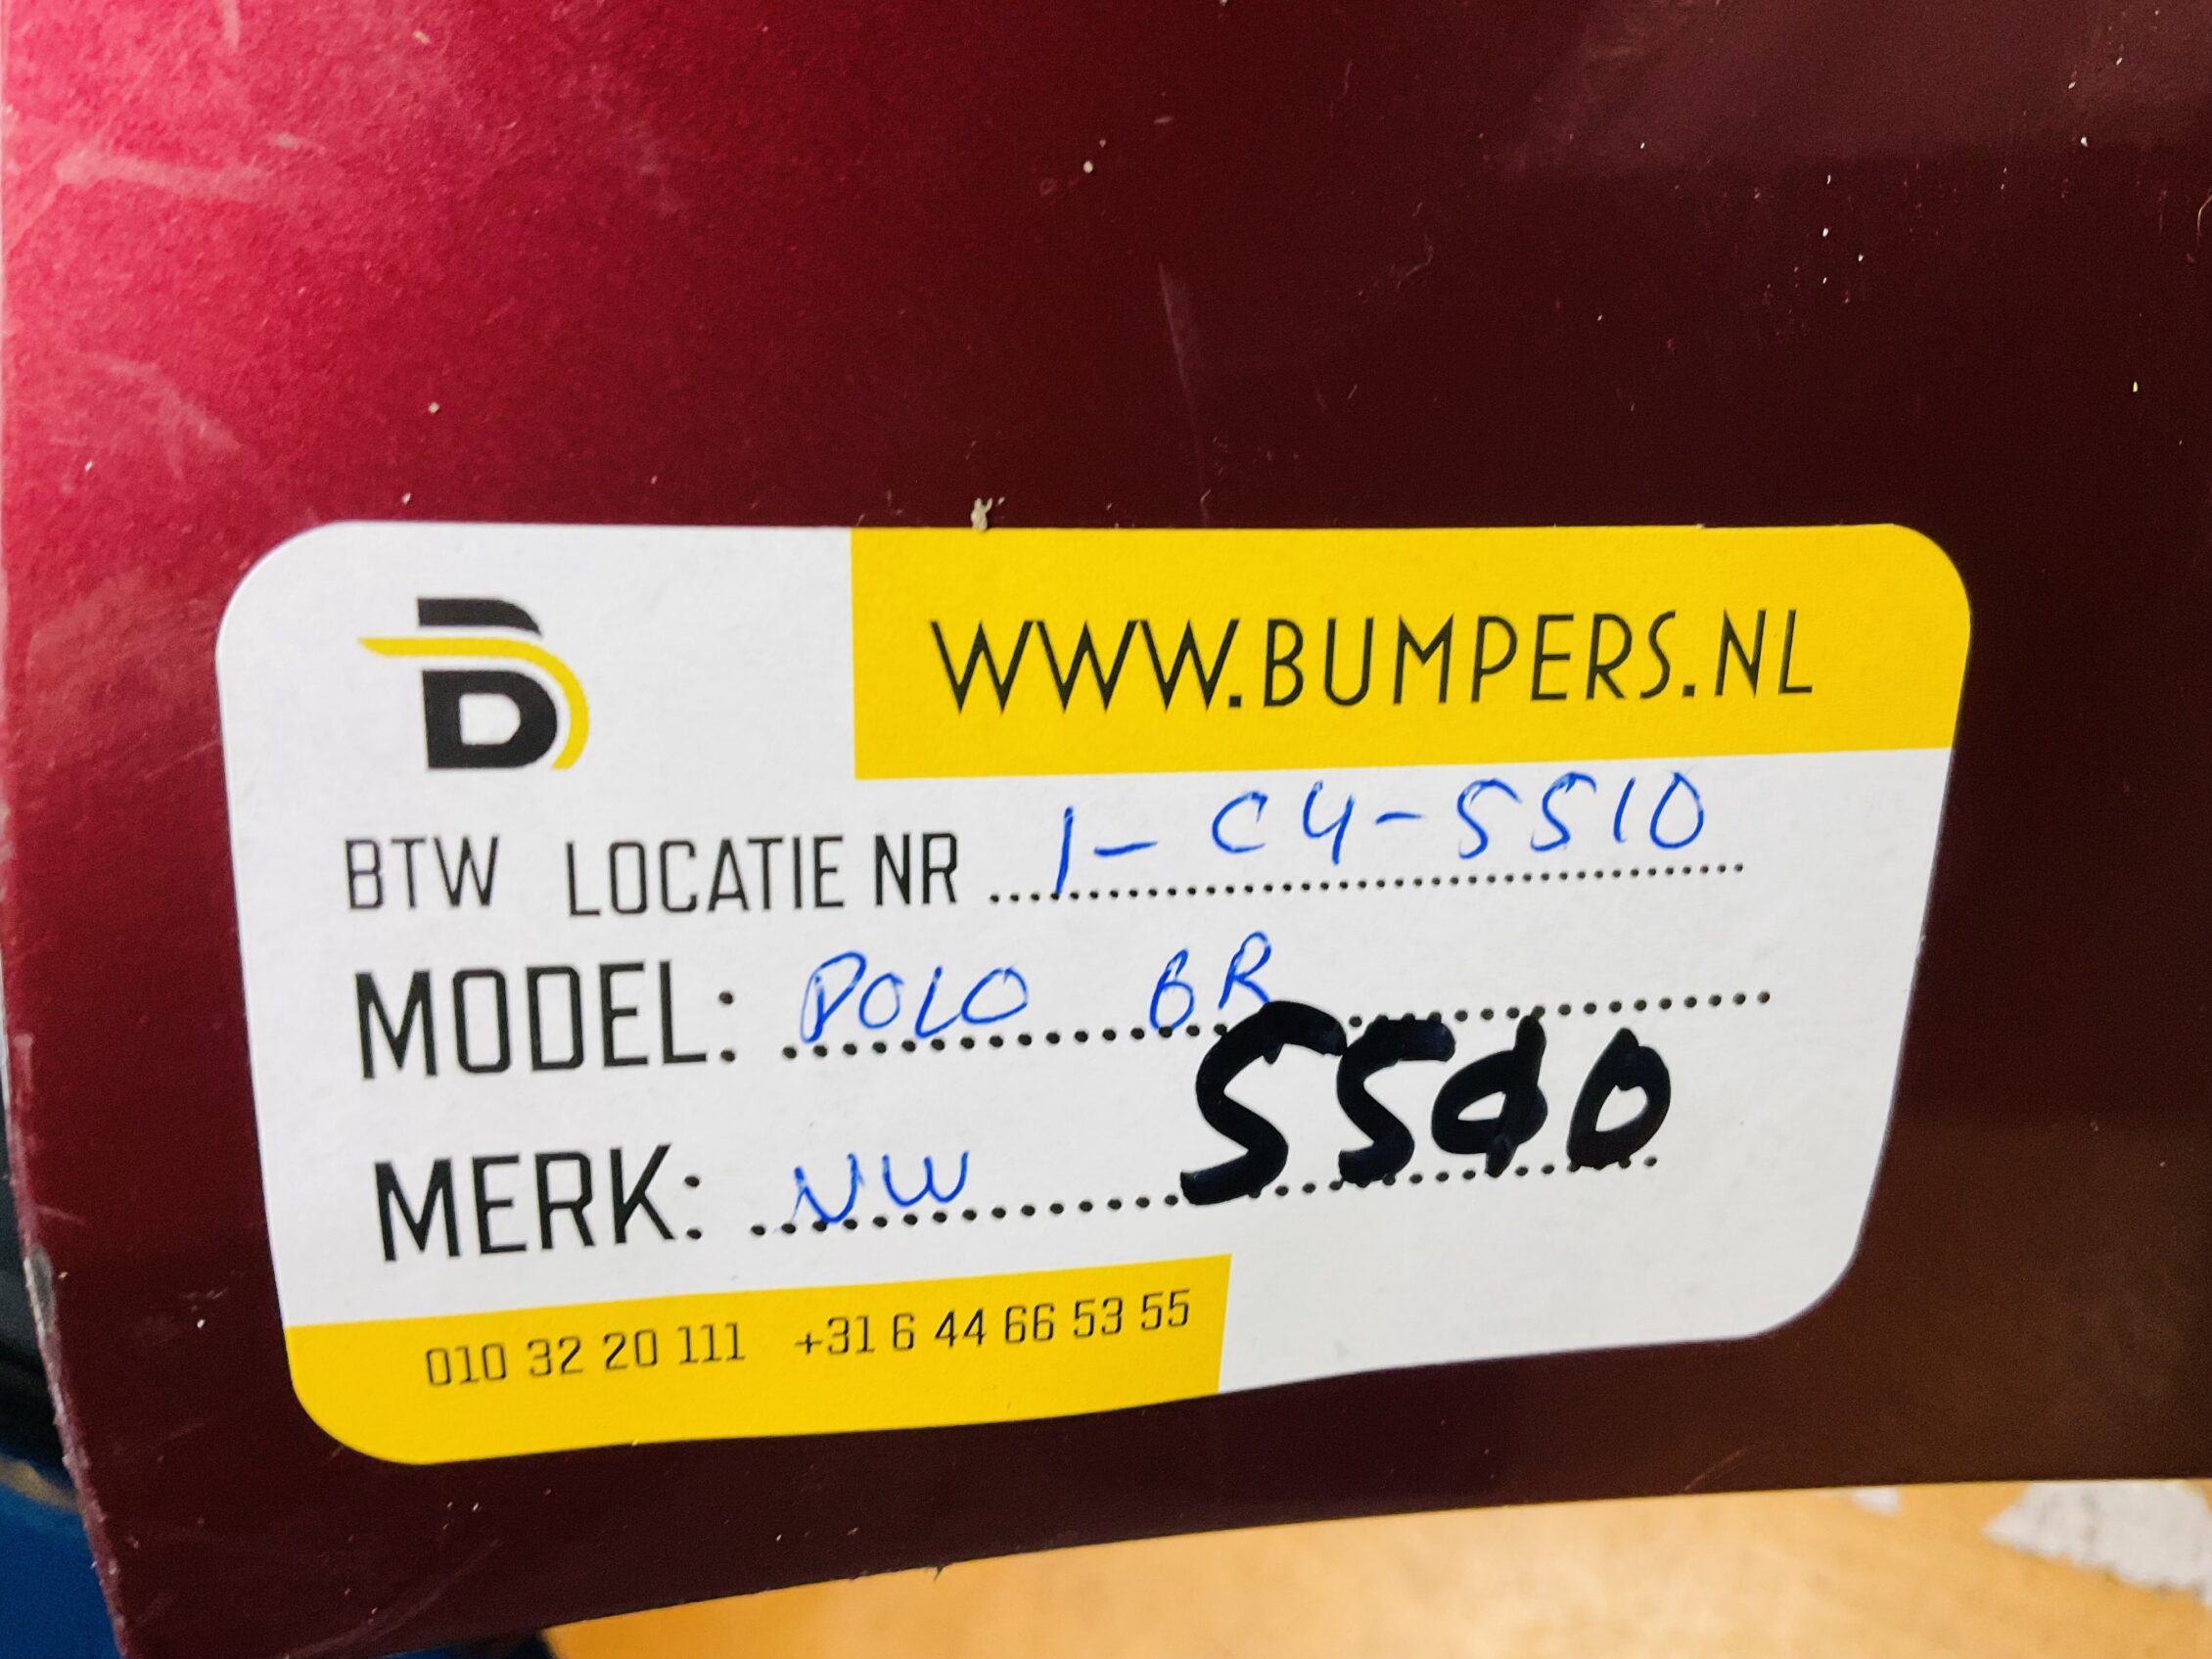 B
WWW.BUMPERS.NL
BTW LOCATIE NR 1-C4-5510
MODEL: POLO 6R
MERK: VW
010 32 20 111 +31 6 44 66 53 55